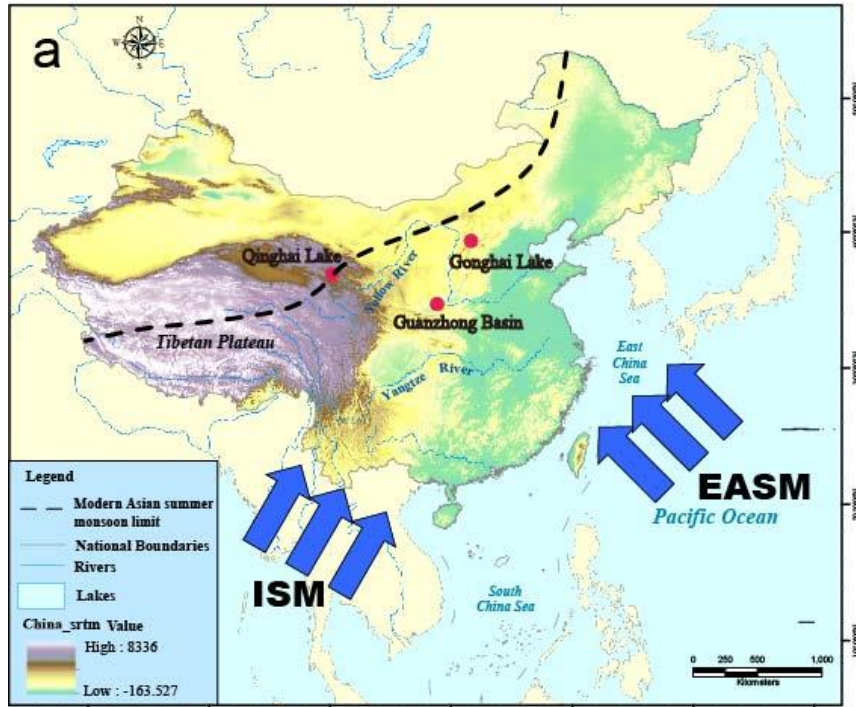 a
N
W
E
S
Qinghai Lake
Gonghai Lake
Yellow River
Guanzhong Basin
Tibetan Plateau
Yangtze River
East
China
Sea
EASM
Pacific Ocean
ISM
South
China Sea
Legend
Modern Asian summer
monsoon limit
National Boundaries
Rivers
Lakes
China_srtm Value
High : 8336
Low : -163.527
0 250 500 1,000
Kilometers